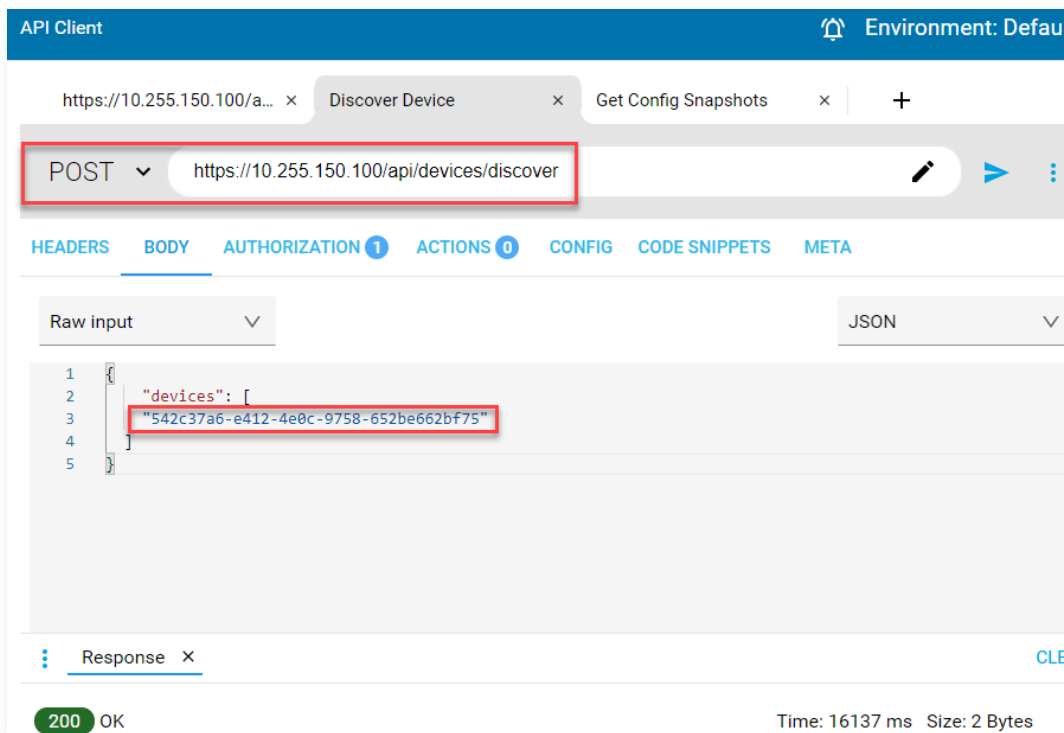 API Client Environment: Defau
https://10.255.150.100/a... × Discover Device × Get Config Snapshots × +
POST https://10.255.150.100/api/devices/discover
HEADERS BODY AUTHORIZATION 1 ACTIONS 0 CONFIG CODE SNIPPETS META
Raw input JSON
1 {
2 "devices": [
3 "542c37a6-e412-4e0c-9758-652be662bf75"
4 ]
5 }
Response × CLE
200 OK Time: 16137 ms Size: 2 Bytes